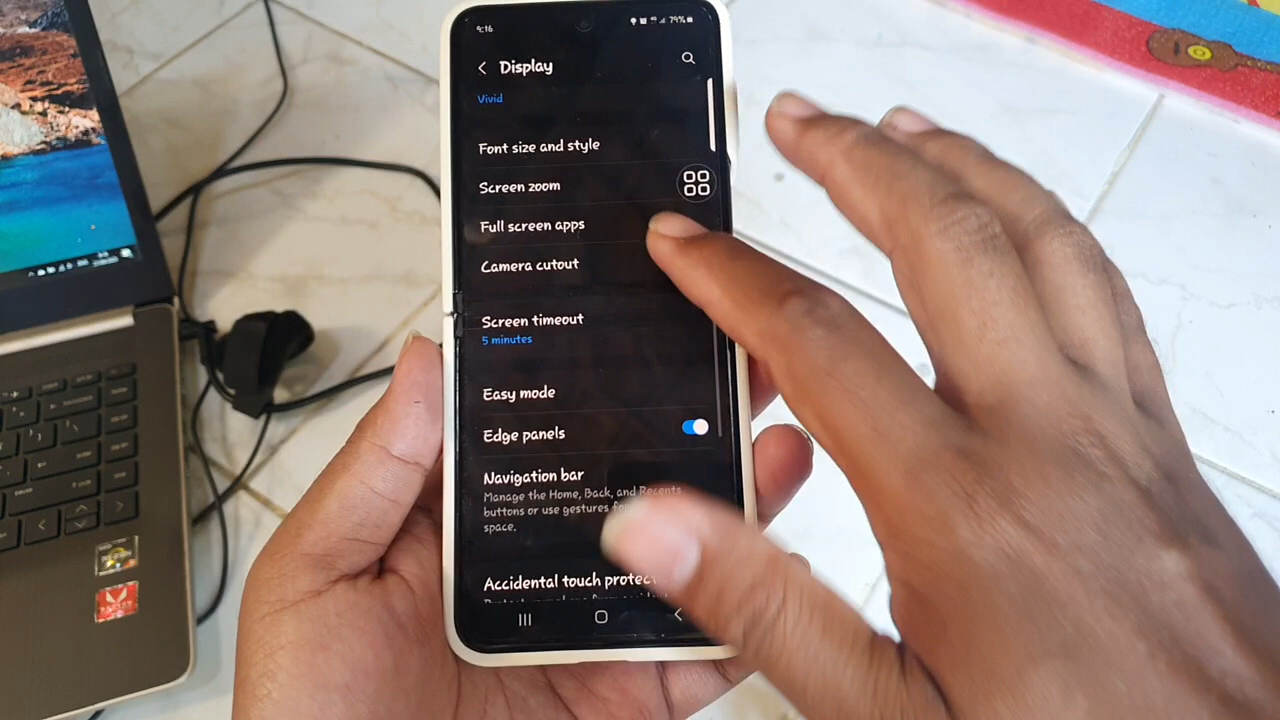 9:16
79%
Display
Vivid
Font size and style
Screen zoom
Full screen apps
Camera cutout
Screen timeout
5 minutes
Easy mode
Edge panels
Navigation bar
Manage the Home, Back, and Recents
buttons or use gestures
space.
Accidental touch